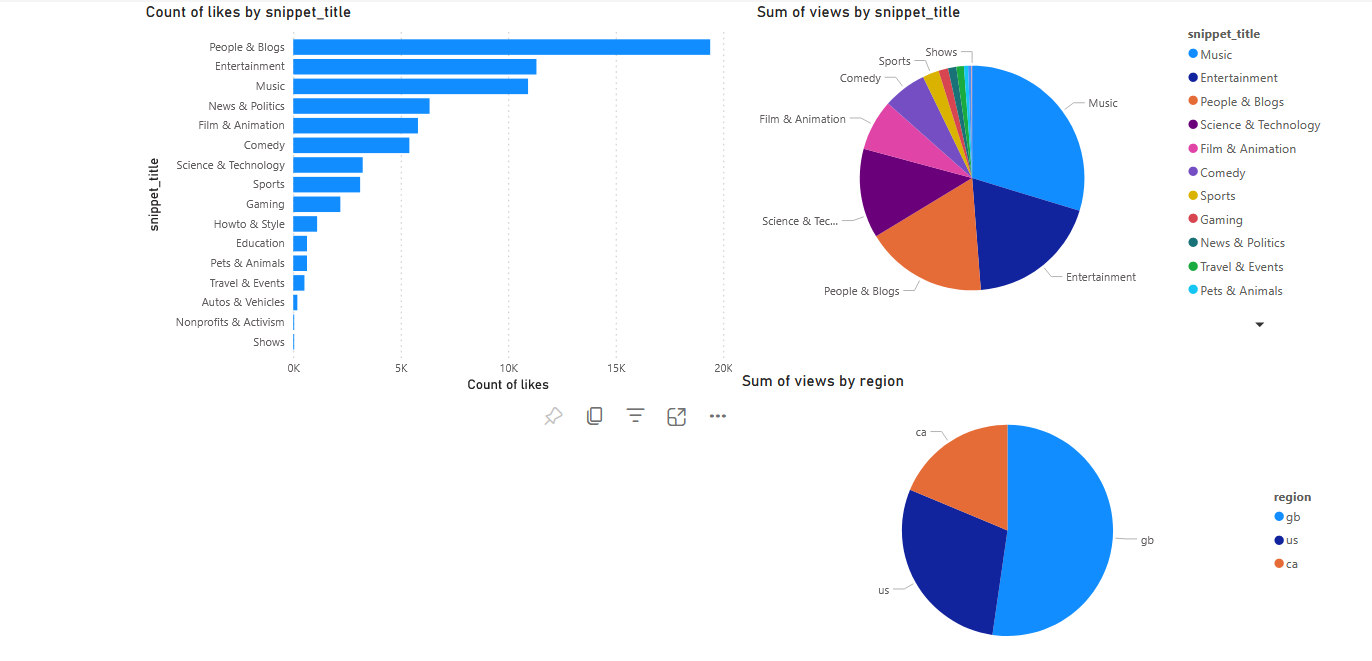 Count of likes by snippet_title
snippet_title
People & Blogs
Entertainment
Music
News & Politics
Film & Animation
Comedy
Science & Technology
Sports
Gaming
Howto & Style
Education
Pets & Animals
Travel & Events
Autos & Vehicles
Nonprofits & Activism
Shows
0K 5K 10K 15K 20K
Count of likes
Sum of views by snippet_title
Shows
Sports
Comedy
Film & Animation
Science & Tec...
People & Blogs
Music
Entertainment
snippet_title
Music
Entertainment
People & Blogs
Science & Technology
Film & Animation
Comedy
Sports
Gaming
News & Politics
Travel & Events
Pets & Animals
Sum of views by region
ca
us
gb
region
gb
us
ca